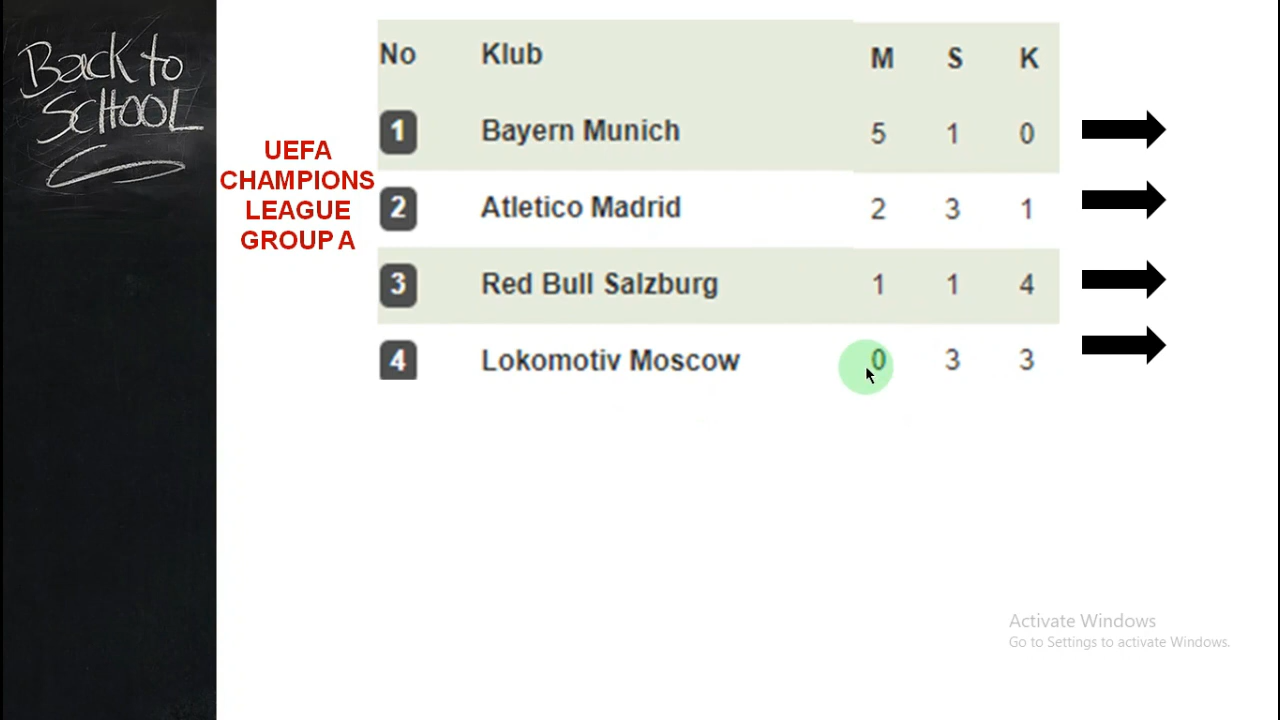 Back to
SCHOOL
UEFA
CHAMPIONS
LEAGUE
GROUP A
No Klub M S K
1 Bayern Munich 5 1 0
2 Atletico Madrid 2 3 1
3 Red Bull Salzburg 1 1 4
4 Lokomotiv Moscow 0 3 3
Activate Windows
Go to Settings to activate Windows.